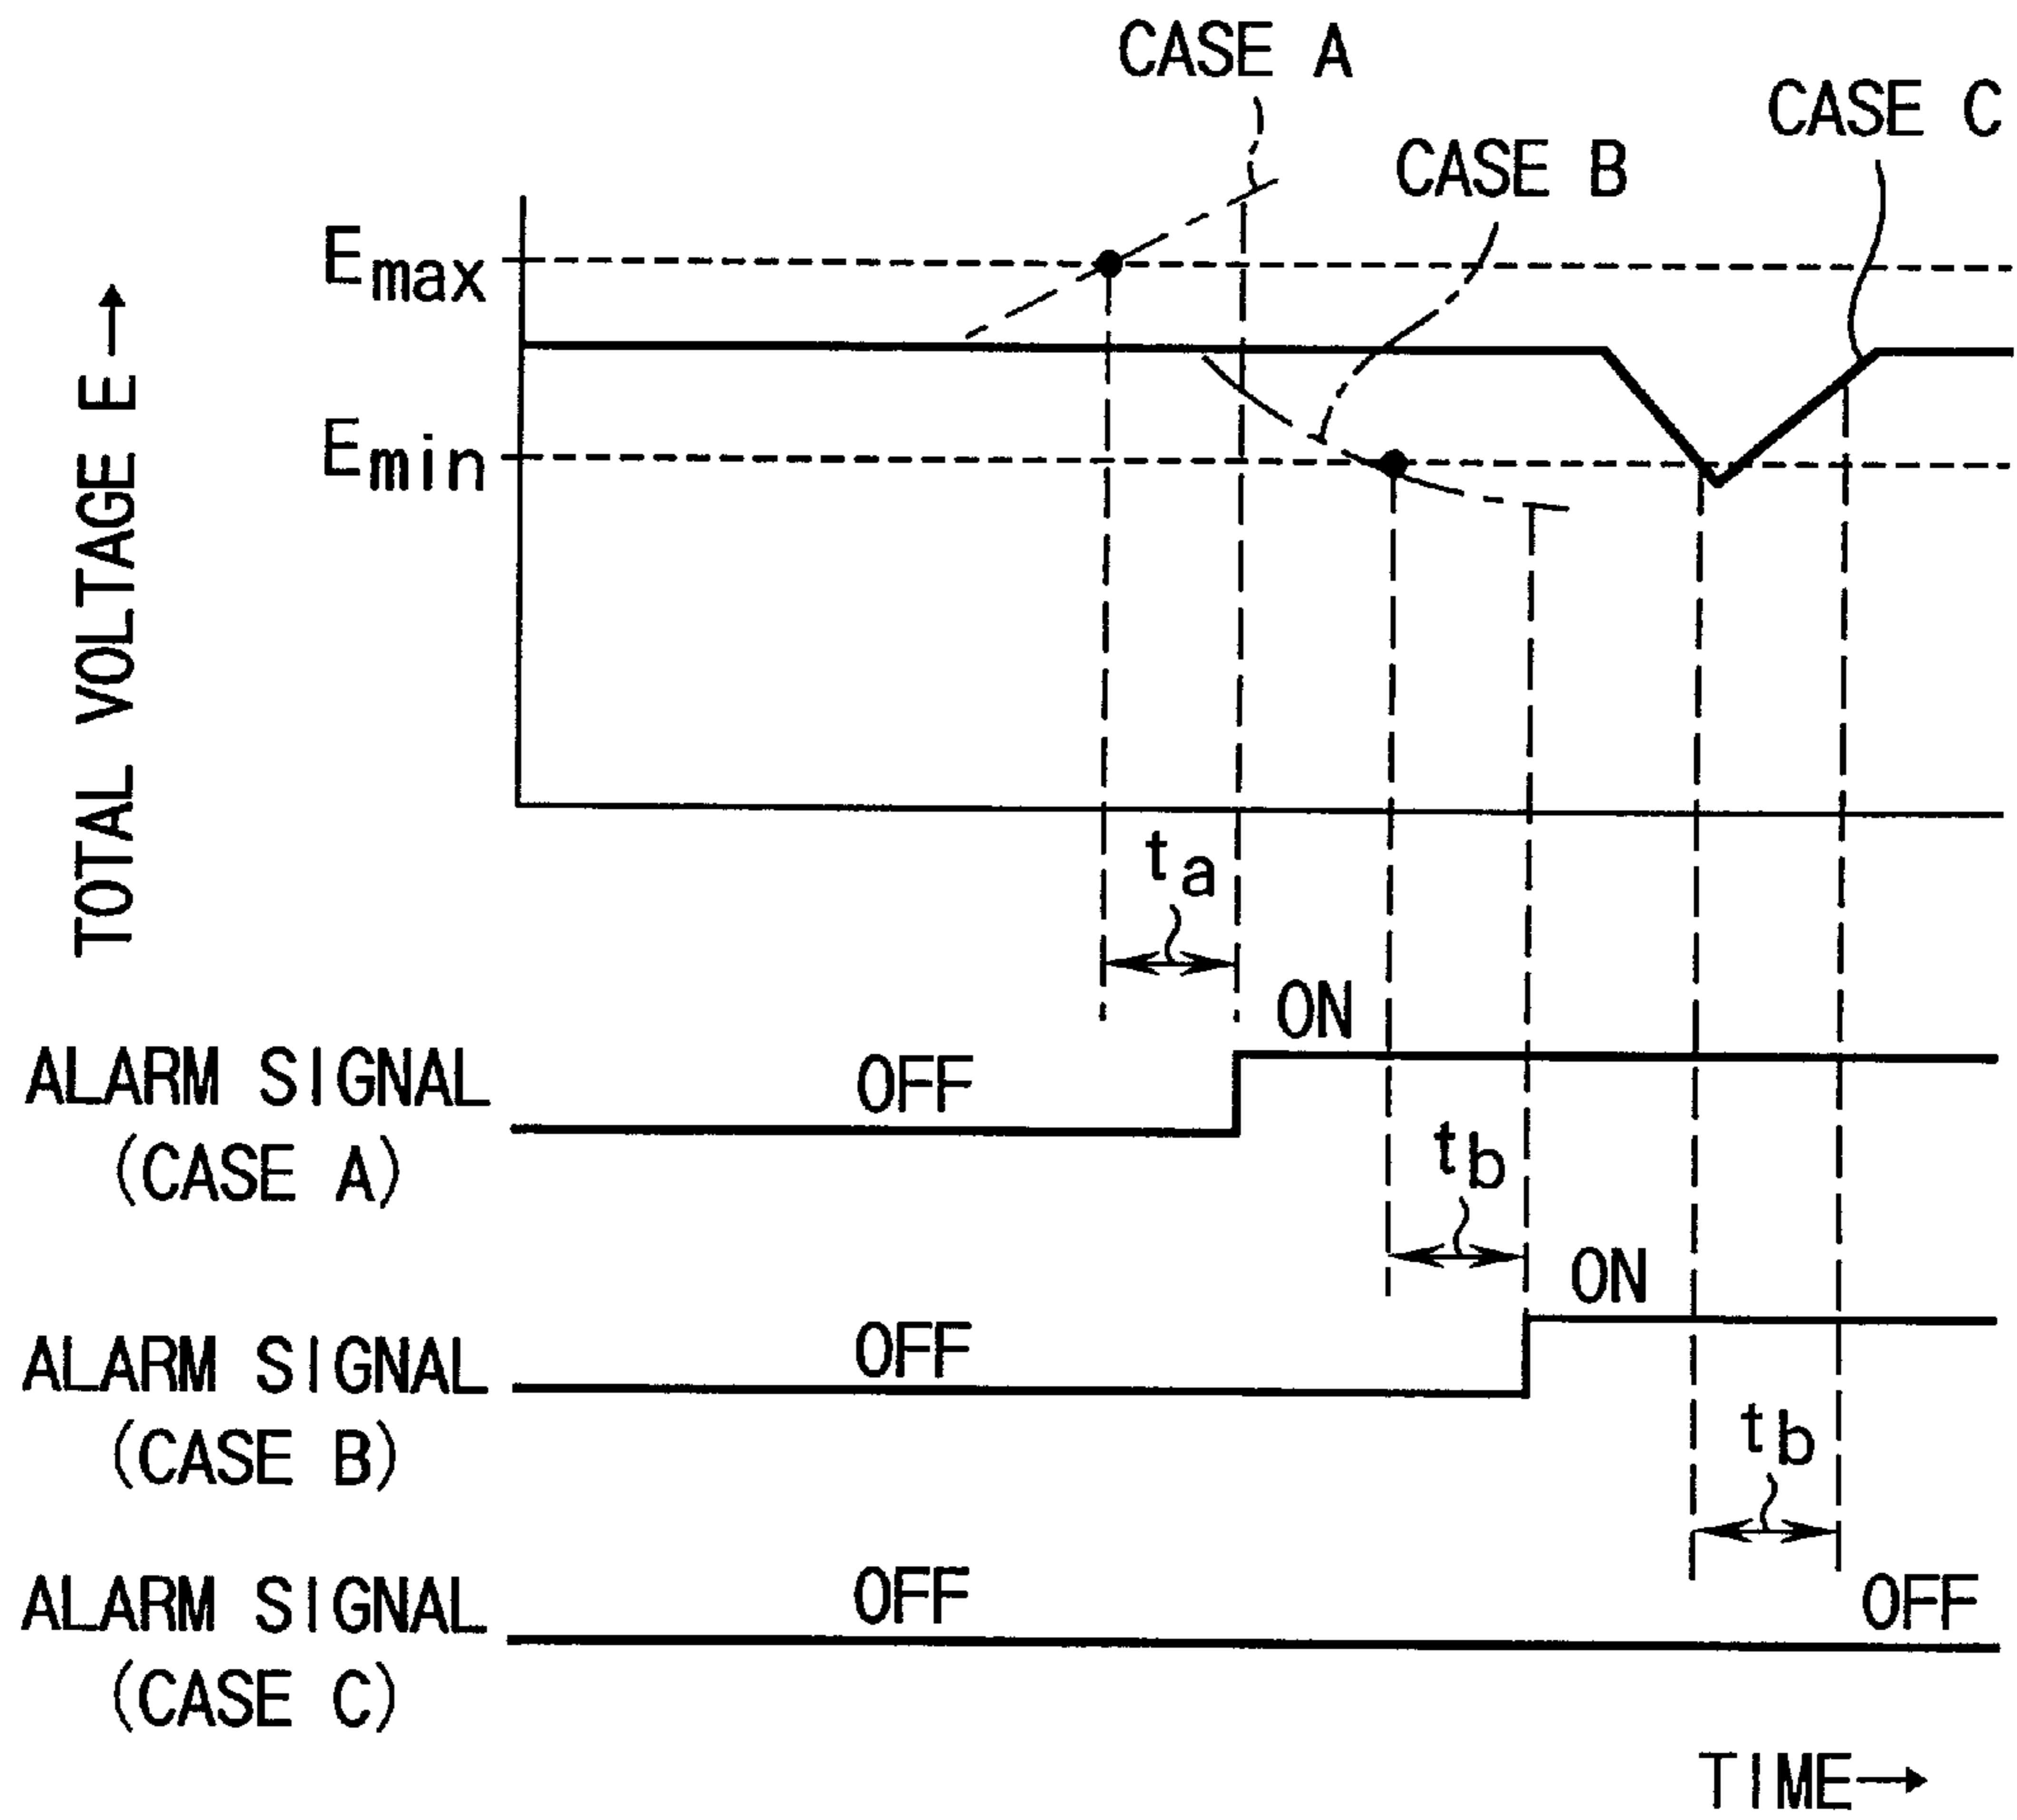 CASE A
CASE C
CASE B
Emax
Emin
TOTAL VOLTAGE E→
ta
ON
ALARM SIGNAL
(CASE A)
OFF
tb
ON
ALARM SIGNAL
(CASE B)
OFF
tb
ALARM SIGNAL
(CASE C)
OFF
OFF
TIME→